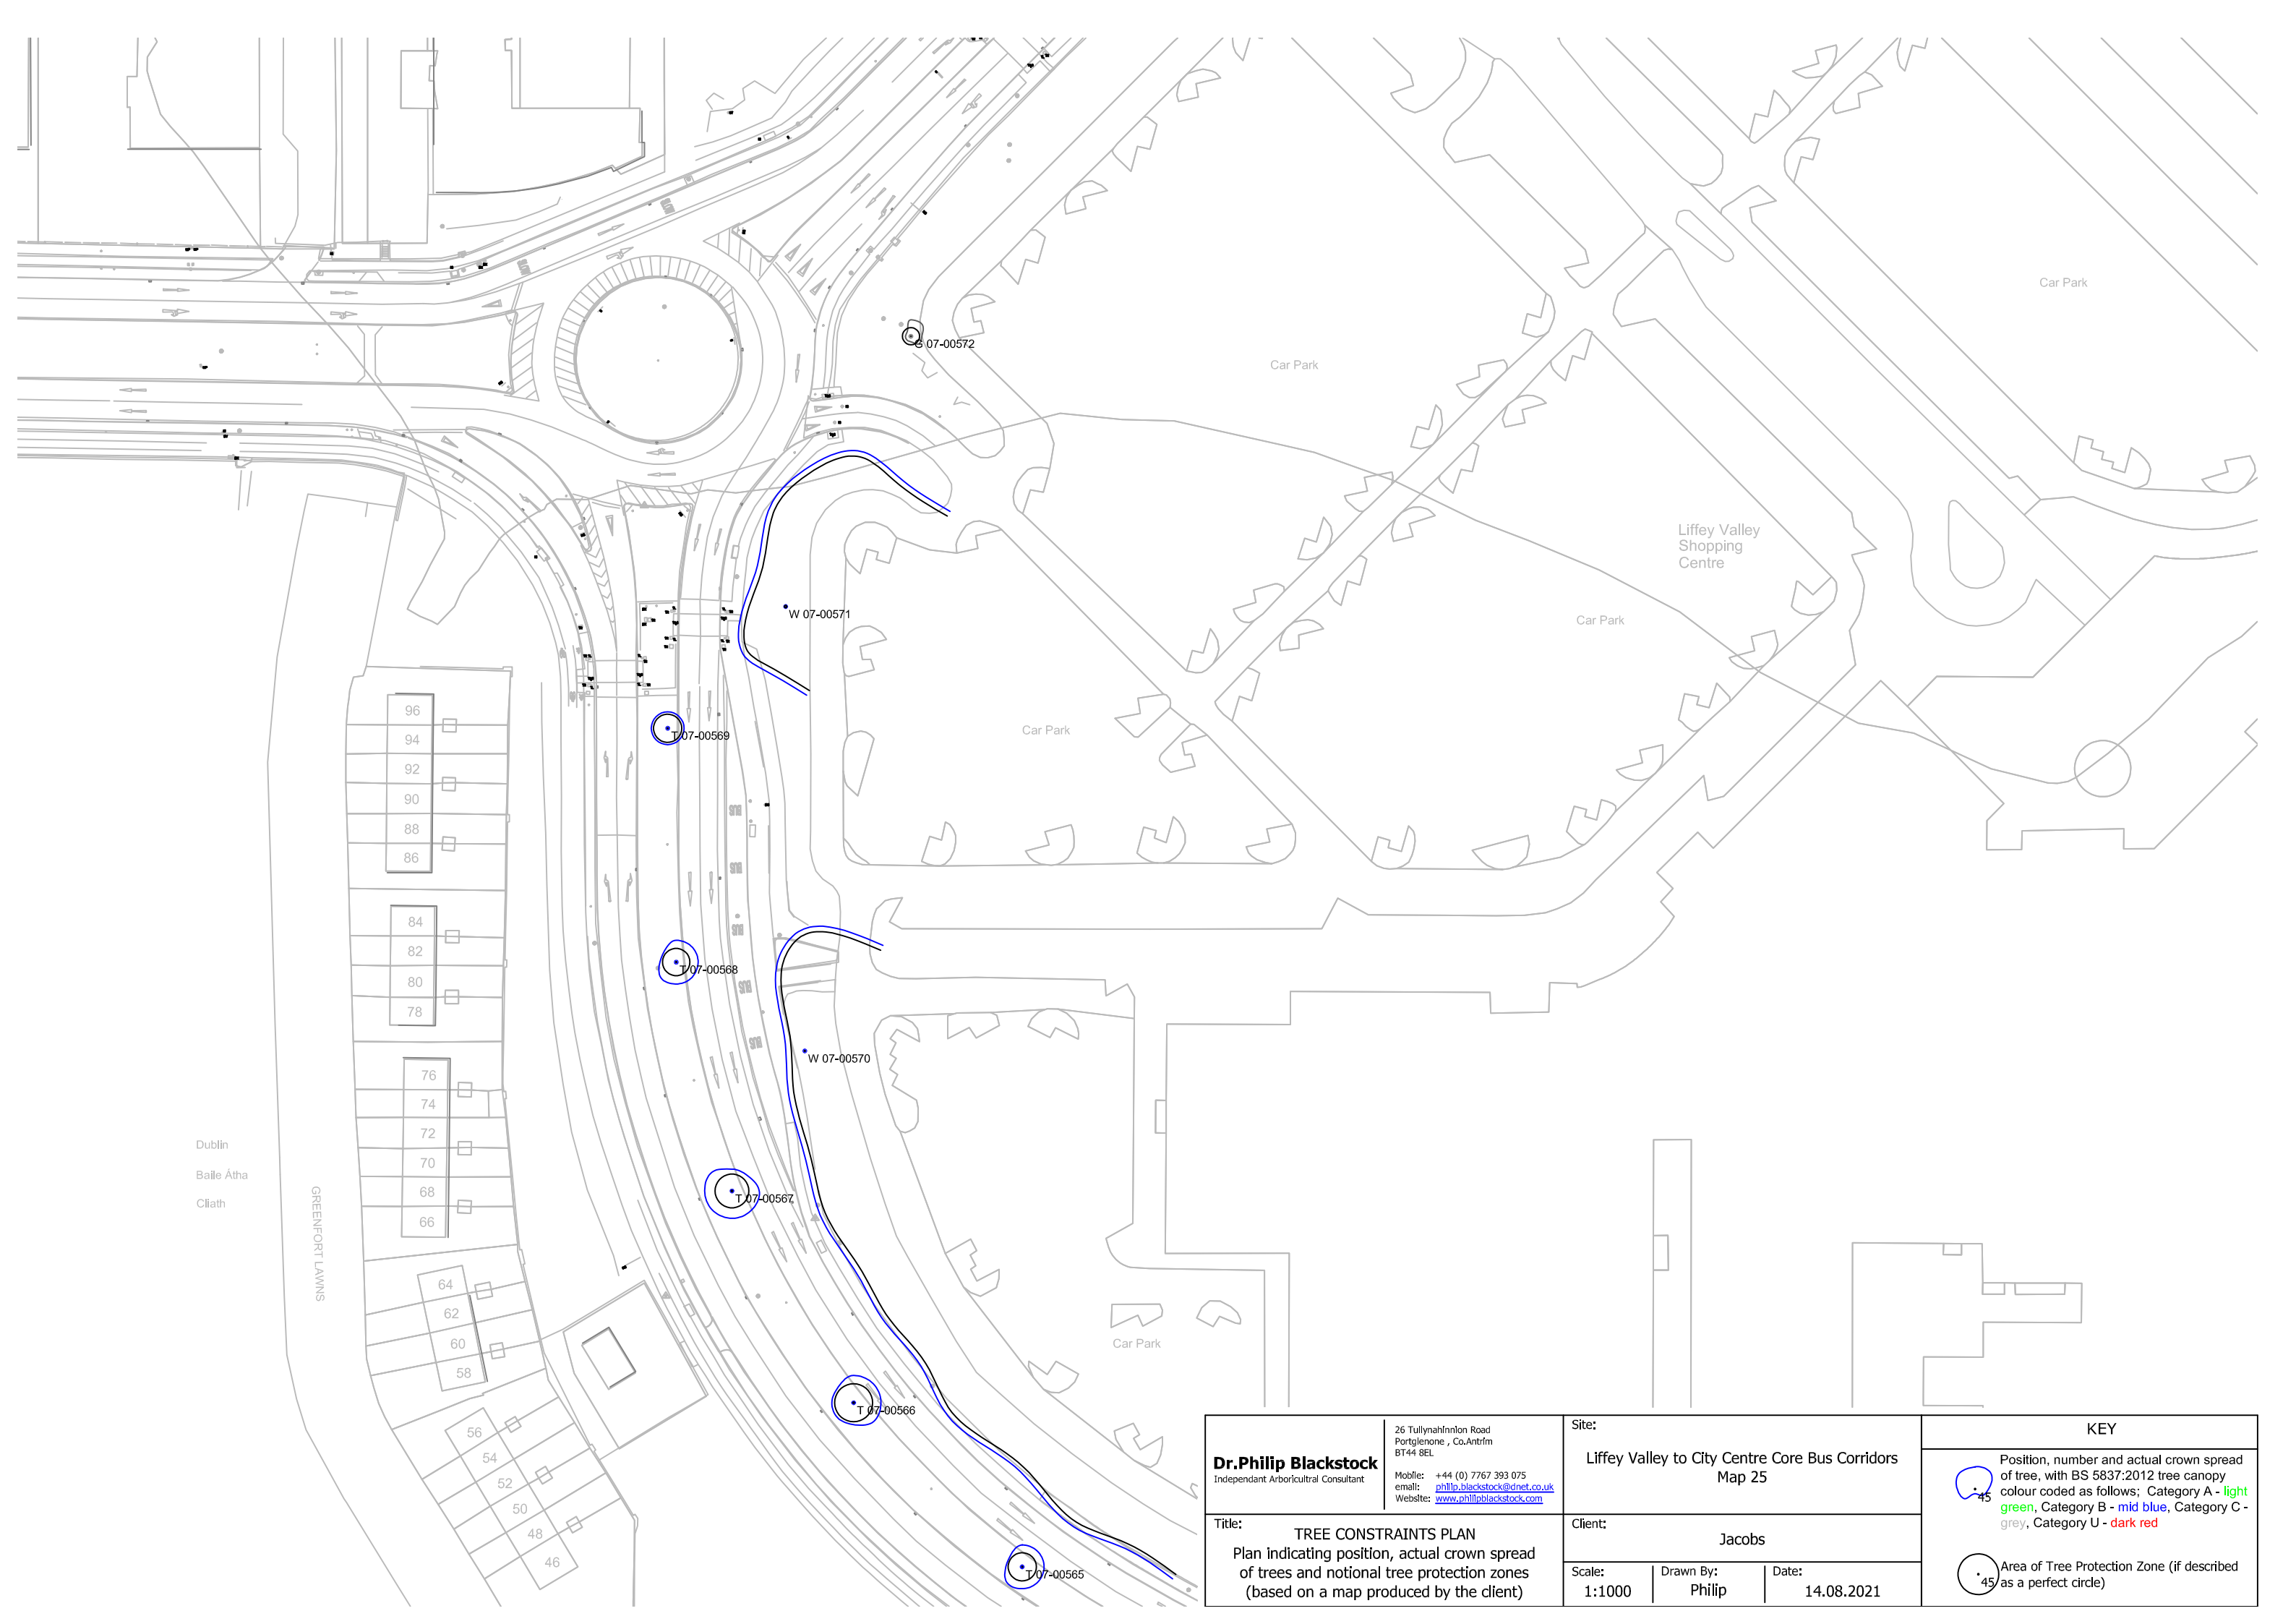 BUS
BUS
Car Park
G 07-00572
Car Park
Liffey Valley
Shopping
Centre
W 07-00571
Car Park
96
T 07-00569
Car Park
94
92
90
BUS
88
86
BUS
84
BUS
82
T 07-00568
80
BUS
78
BUS
W 07-00570
76
74
72
Dublin
70
Baile Átha
68
T 07-00567
Cliath
66
GREENFORT LAWNS
64
62
60
Car Park
58
T 07-00566
56
54
52
50
48
46
T 07-00565
Dr.Philip Blackstock
Independant Arboricultral Consultant
26 Tullynahinnion Road
Portglenone , Co.Antrim
BT44 8EL
Mobile: +44 (0) 7767 393 075
email: philip.blackstock@dnet.co.uk
Website: www.philipblackstock.com
Title:
TREE CONSTRAINTS PLAN
Plan indicating position, actual crown spread
of trees and notional tree protection zones
(based on a map produced by the client)
Site:
Liffey Valley to City Centre Core Bus Corridors
Map 25
Client:
Jacobs
Scale:
1:1000
Drawn By:
Philip
Date:
14.08.2021
KEY
45
Position, number and actual crown spread
of tree, with BS 5837:2012 tree canopy
colour coded as follows; Category A - light
green, Category B - mid blue, Category C -
grey, Category U - dark red
45
Area of Tree Protection Zone (if described
as a perfect circle)